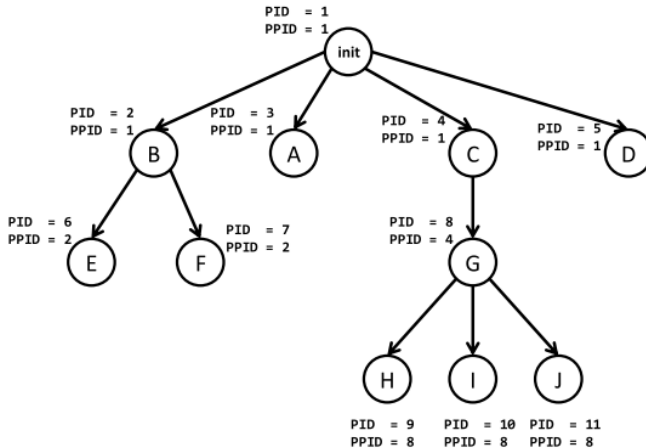 PID = 1
PPID = 1
init
PID = 2
PPID = 1
B
PID = 3
PPID = 1
A
PID = 4
PPID = 1
C
PID = 5
PPID = 1
D
PID = 6
PPID = 2
E
PID = 7
PPID = 2
F
PID = 8
PPID = 4
G
H
I
J
PID = 9
PPID = 8
PID = 10
PPID = 8
PID = 11
PPID = 8